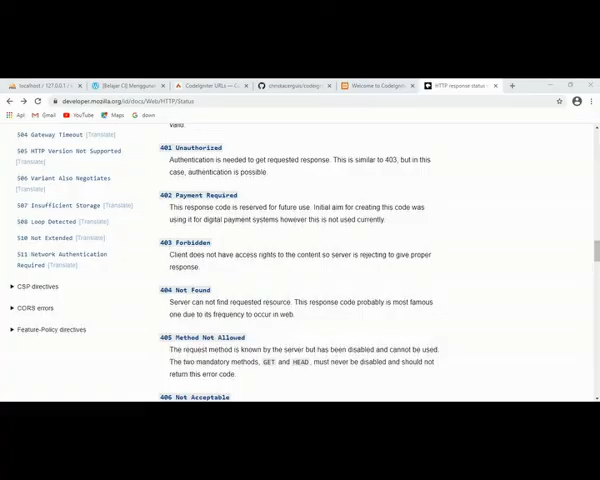 localhost / 127.0.0.1 /
[Belajar CI] Menggunan
CodeIgniter URLs — Co
chriskacerguis/codeign
Welcome to CodeIgnite
HTTP response status -
developer.mozilla.org/id/docs/Web/HTTP/Status
Apl
Gmail
YouTube
Maps
down
504 Gateway Timeout [Translate]
505 HTTP Version Not Supported
[Translate]
506 Variant Also Negotiates
[Translate]
507 Insufficient Storage [Translate]
508 Loop Detected [Translate]
510 Not Extended [Translate]
511 Network Authentication
Required [Translate]
CSP directives
CORS errors
Feature-Policy directives
valid.
401 Unauthorized
Authentication is needed to get requested response. This is similar to 403, but in this
case, authentication is possible.
402 Payment Required
This response code is reserved for future use. Initial aim for creating this code was
using it for digital payment systems however this is not used currently.
403 Forbidden
Client does not have access rights to the content so server is rejecting to give proper
response.
404 Not Found
Server can not find requested resource. This response code probably is most famous
one due to its frequency to occur in web.
405 Method Not Allowed
The request method is known by the server but has been disabled and cannot be used.
The two mandatory methods, GET and HEAD, must never be disabled and should not
return this error code.
406 Not Acceptable